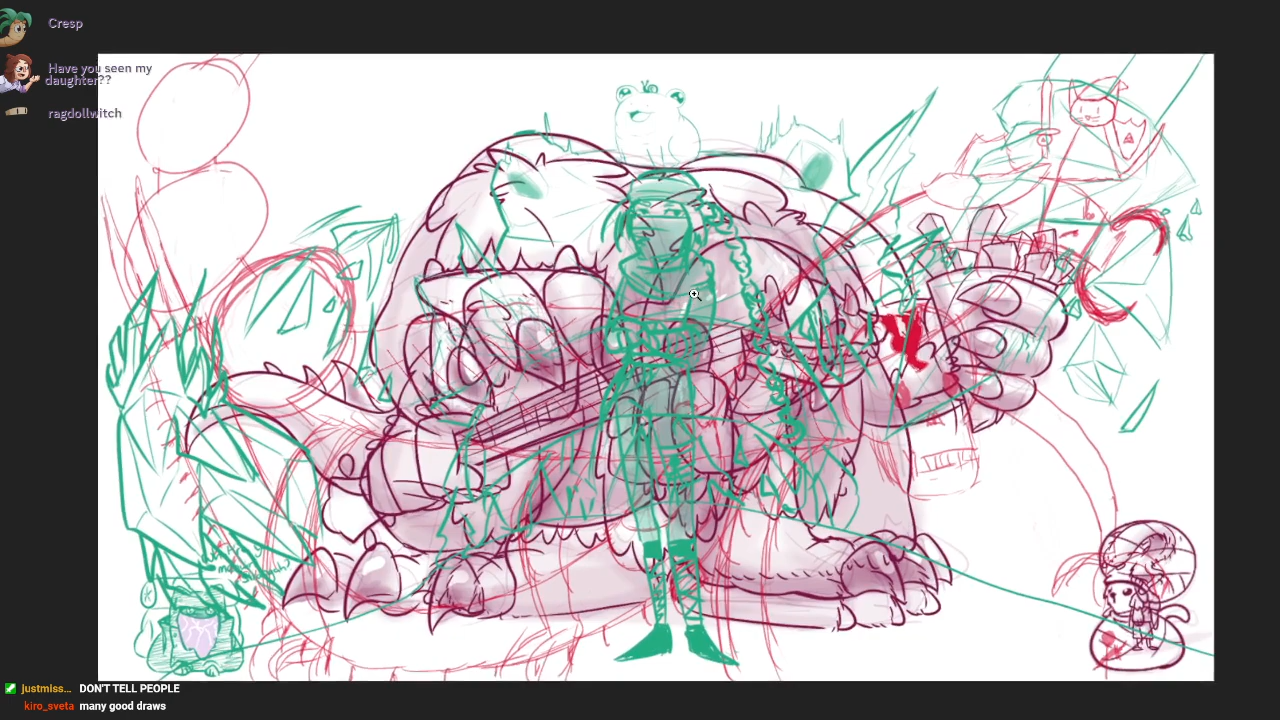 Cresp
Have you seen my
daughter??
ragdollwitch
justmiss... DON'T TELL PEOPLE
kiro_sveta many good draws